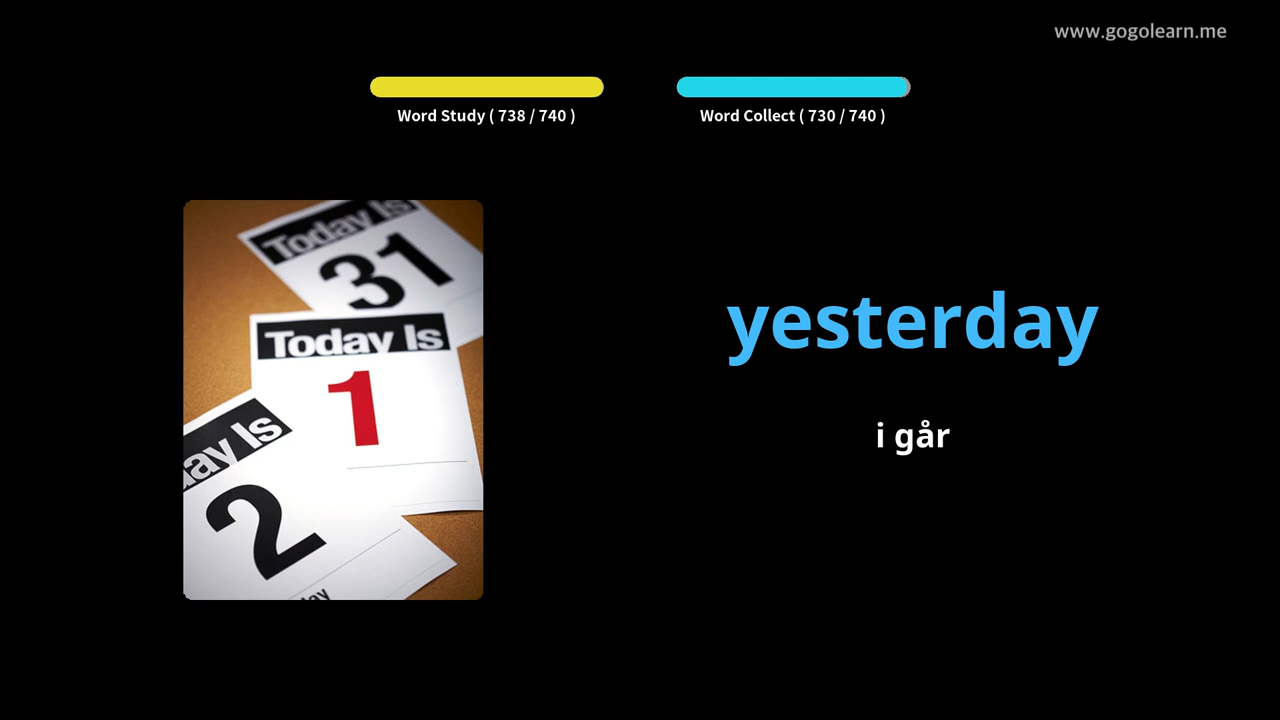 www.gogolearn.me
Word Study ( 738 / 740 )
Word Collect ( 730 / 740 )
Today Is
31
Today Is
1
ay Is
2
yesterday
i går